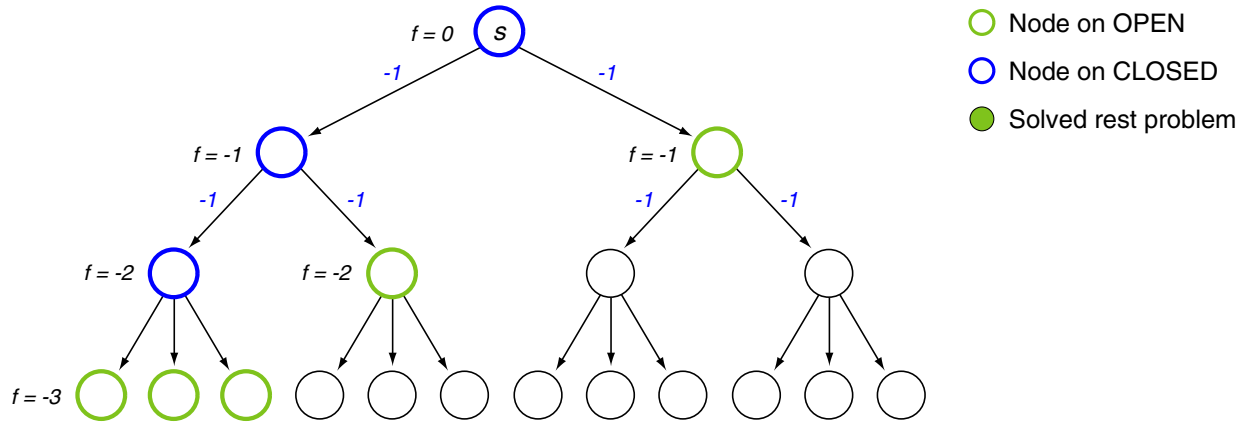 f = 0
s
Node on OPEN
-1
-1
Node on CLOSED
Solved rest problem
f = -1
f = -1
-1
-1
-1
-1
f = -2
f = -2
f = -3